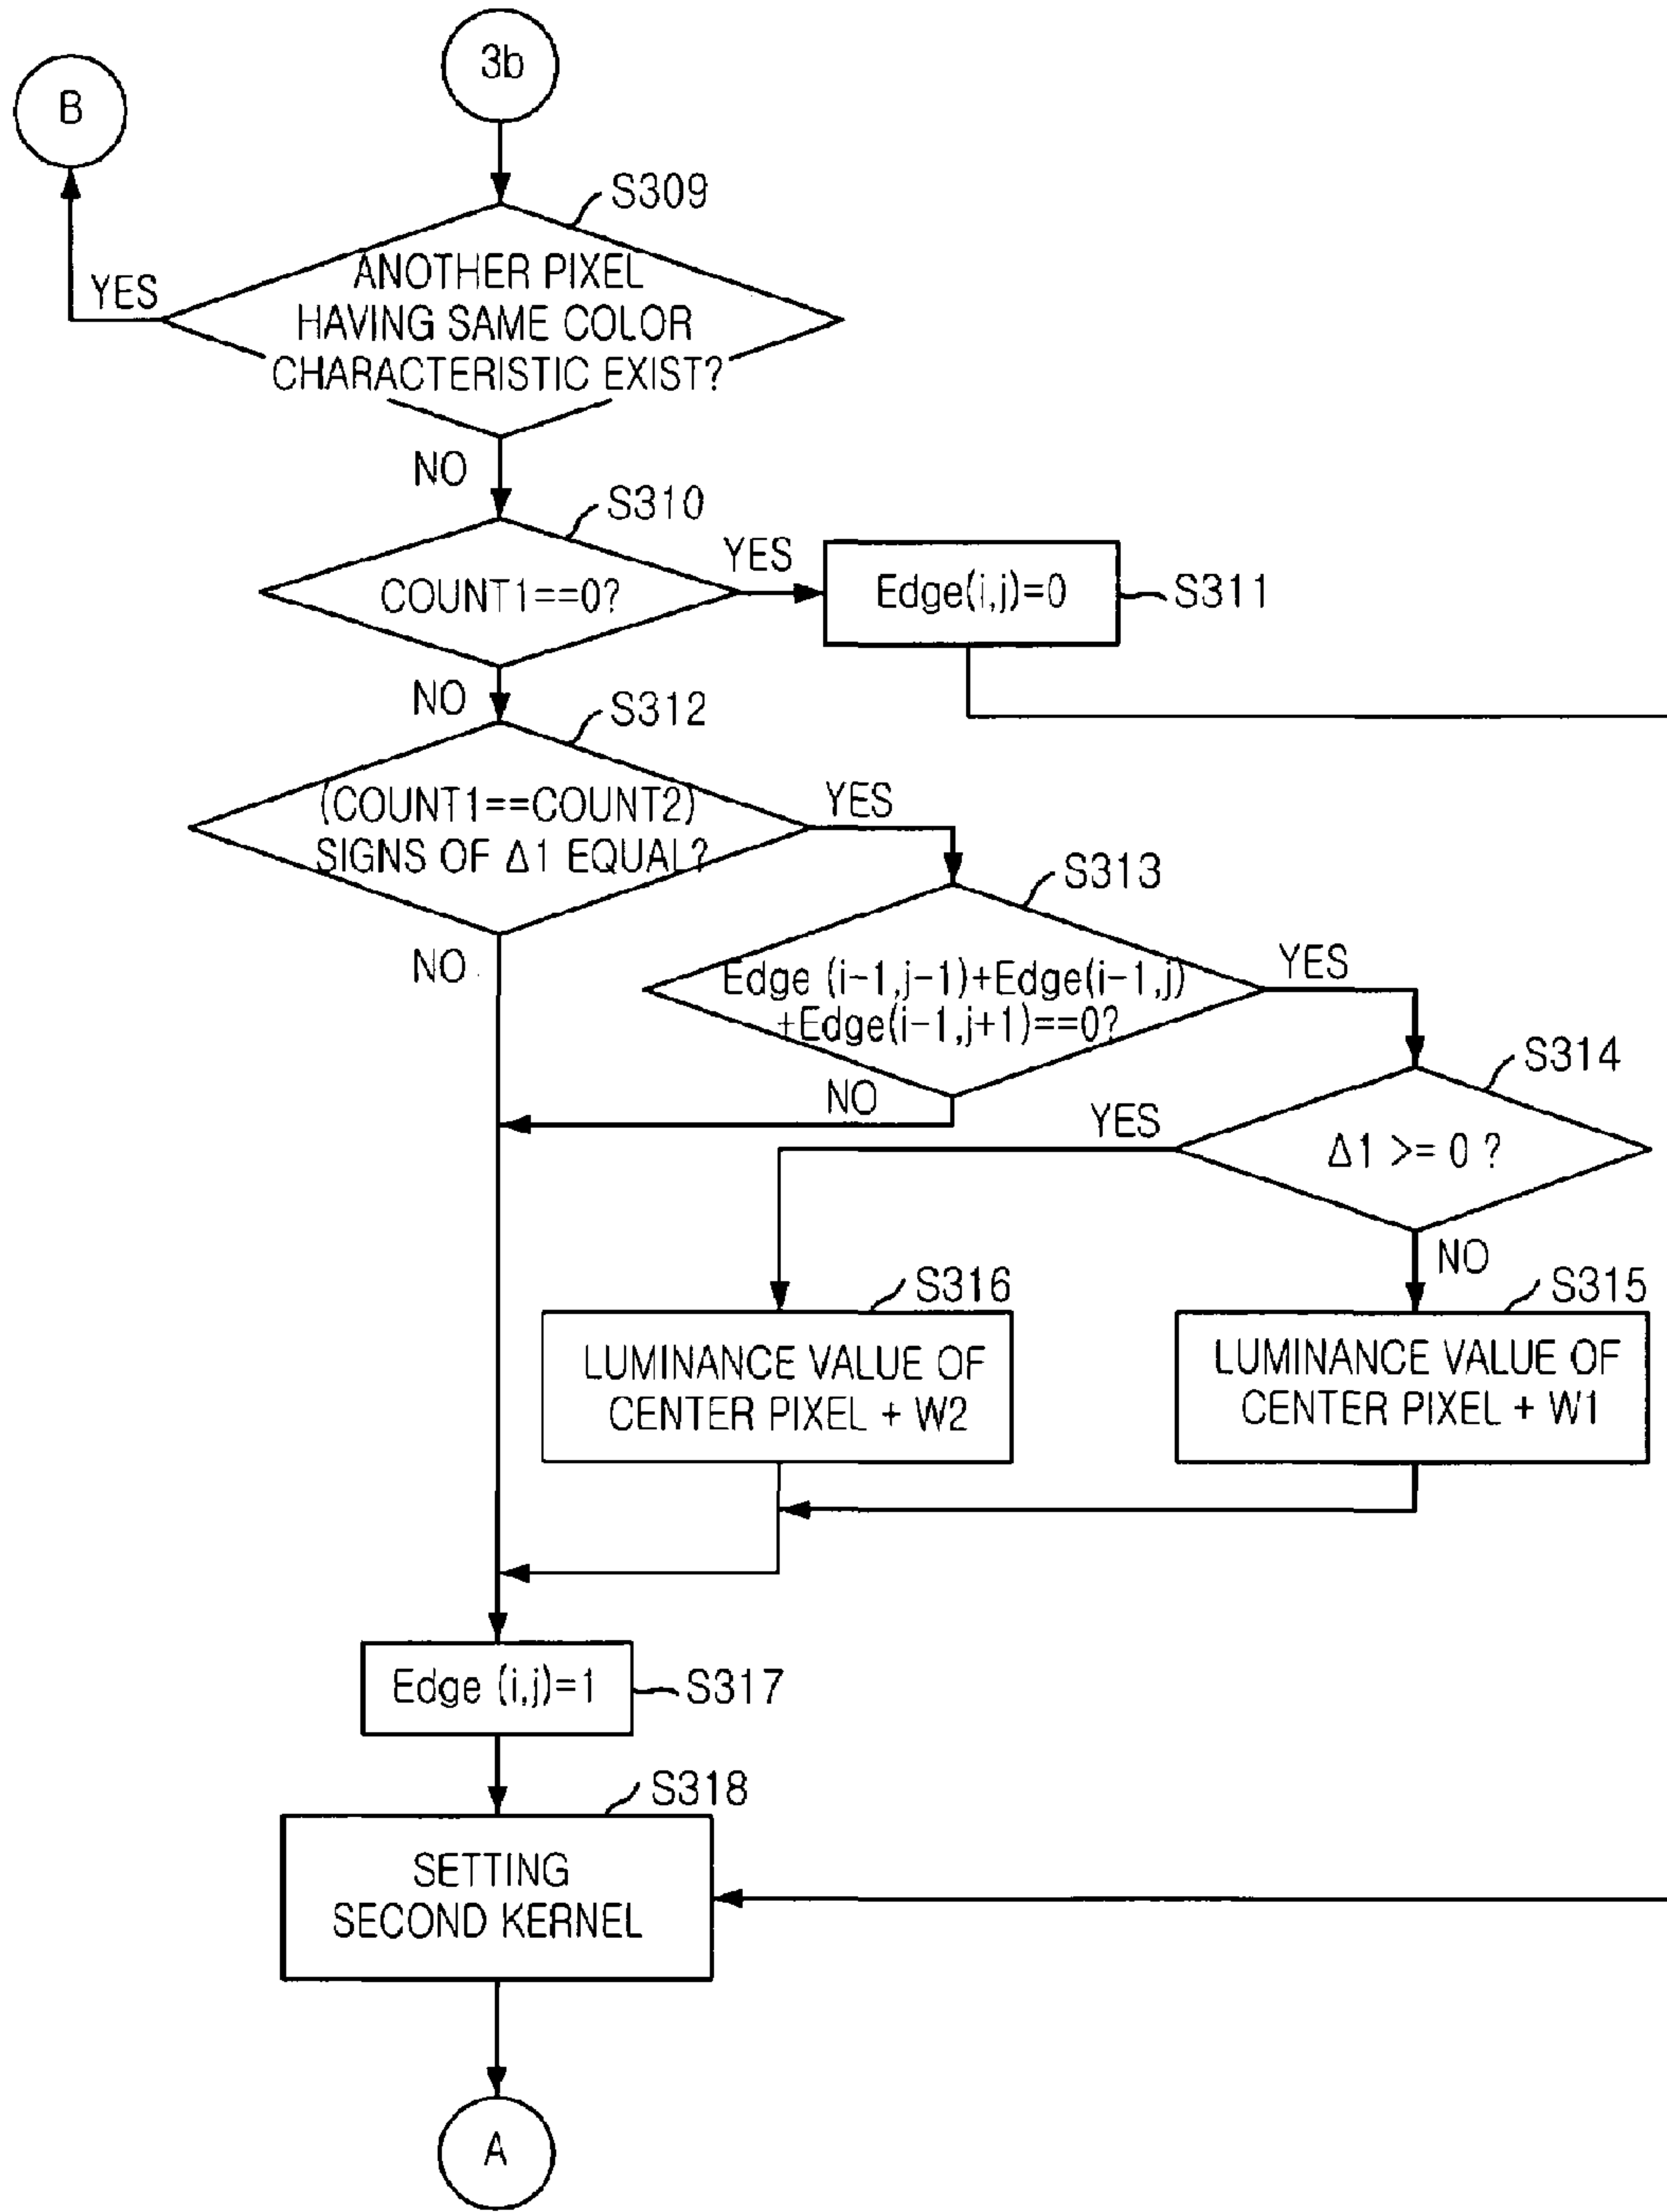 3b
B
S309
YES
ANOTHER PIXEL
HAVING SAME COLOR
CHARACTERISTIC EXIST?
NO
S310
YES
COUNT1==0?
Edge(i,j)=0
S311
NO
S312
(COUNT1==COUNT2)
SIGNS OF Δ1 EQUAL?
YES
S313
NO
Edge (i-1,j-1)+Edge(i-1,j)
+Edge(i-1,j+1)==0?
YES
S314
NO
YES
Δ1 >= 0 ?
NO
S316
S315
LUMINANCE VALUE OF
CENTER PIXEL + W2
LUMINANCE VALUE OF
CENTER PIXEL + W1
Edge (i,j)=1
S317
S318
SETTING
SECOND KERNEL
A